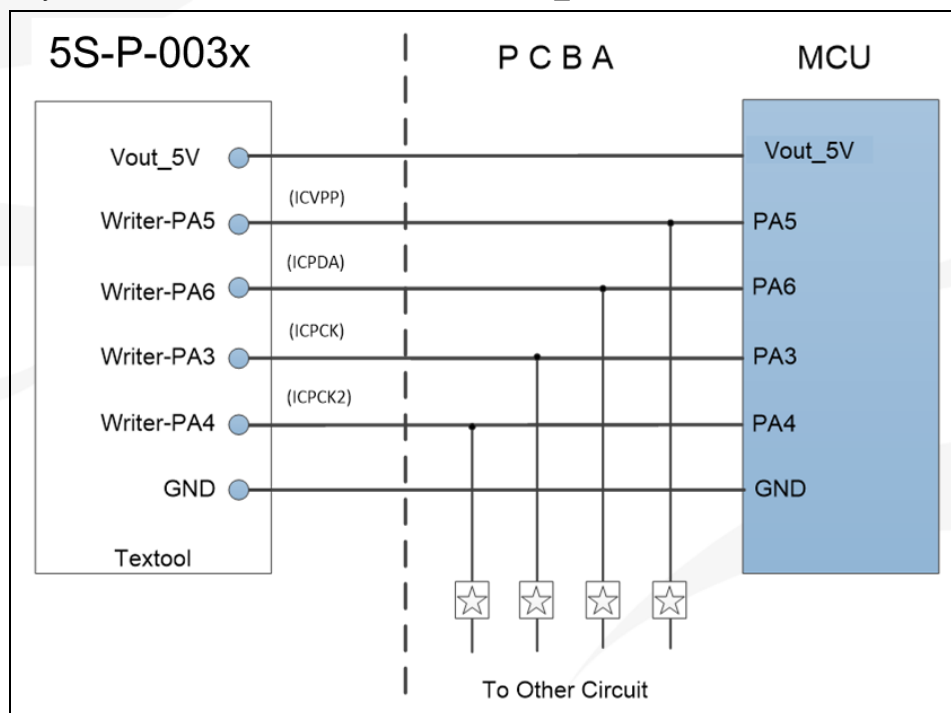 5S-P-003x
P C B A
MCU
Vout_5V
Vout_5V
(ICVPP)
Writer-PA5
PA5
(ICPDA)
Writer-PA6
PA6
(ICPCK)
Writer-PA3
PA3
(ICPCK2)
Writer-PA4
PA4
GND
GND
Textool
To Other Circuit